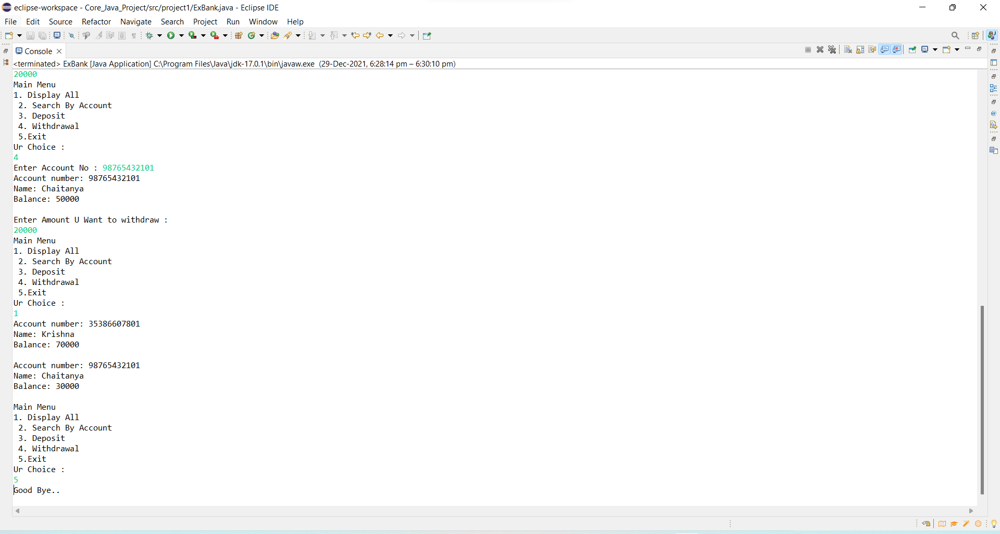 eclipse-workspace - Core_Java_Project/src/project1/ExBank.java - Eclipse IDE
File Edit Source Refactor Navigate Search Project Run Window Help
Console
<terminated> ExBank [Java Application] C:\Program Files\Java\jdk-17.0.1\bin\javaw.exe (29-Dec-2021, 6:28:14 pm – 6:30:10 pm)
20000
Main Menu
1. Display All
 2. Search By Account
 3. Deposit
 4. Withdrawal
 5.Exit
Ur Choice :
4
Enter Account No : 98765432101
Account number: 98765432101
Name: Chaitanya
Balance: 50000

Enter Amount U Want to withdraw :
20000
Main Menu
1. Display All
 2. Search By Account
 3. Deposit
 4. Withdrawal
 5.Exit
Ur Choice :
1
Account number: 35386607801
Name: Krishna
Balance: 70000

Account number: 98765432101
Name: Chaitanya
Balance: 30000

Main Menu
1. Display All
 2. Search By Account
 3. Deposit
 4. Withdrawal
 5.Exit
Ur Choice :
5
Good Bye..